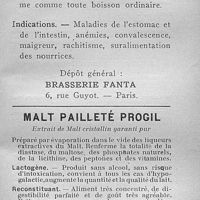 me comme toute boisson ordinaire.
Indications. — Maladies de l'estomac et
de l'intestin, anémies, convalescence,
maigreur, rachitisme, suralimentation
des nourrices.
Dépôt général :
BRASSERIE FANTA
6, rue Guyot. — Paris.
MALT PAILLETÉ PROGIL
Extrait de Malt cristallin garanti pur
Préparé par évaporation dans le vide des liqueurs
extractives du Malt. Renferme la totalité de la
diastase, du maltose, des phosphates naturels,
de la lécithine, des peptones et des vitamines.
Lactogène. — Produit sans alcool, sans risque
d'intoxication, convient à tous les cas d'hypo-
galactie, augmente la quantité et la qualité du lait.
Reconstituant. — Aliment très concentré, de di-
gestibilité parfaite et de goût très agréable.